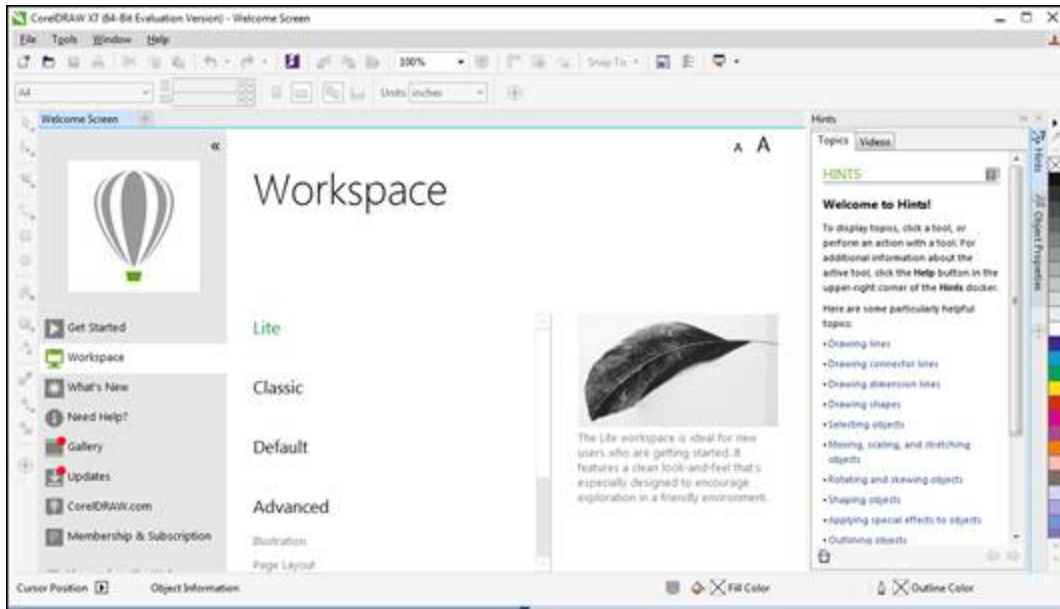 CorelDRAW X7 (64-Bit Evaluation Version) - Welcome Screen
File Tools Window Help
100% Snap To
A4 Units: inches
Welcome Screen
Hints
Topics Videos
A A
Workspace
HINTS
Welcome to Hints!
To display topics, click a tool, or
perform an action with a tool. For
additional information about the
active tool, click the Help button in the
upper-right corner of the Hints docker.
Here are some particularly helpful
topics:
•Drawing lines
•Drawing connector lines
•Drawing dimension lines
•Drawing shapes
•Selecting objects
•Moving, scaling, and stretching
objects
•Rotating and skewing objects
•Shaping objects
•Applying special effects to objects
•Outlining objects
Hints
Object Properties
Get Started
Workspace
What's New
Need Help?
Gallery
Updates
CorelDRAW.com
Membership & Subscription
Lite
Classic
Default
Advanced
Illustration
Page Layout
The Lite workspace is ideal for new
users who are getting started. It
features a clean look-and-feel that's
especially designed to encourage
exploration in a friendly environment.
Cursor Position Object Information Fill Color Outline Color